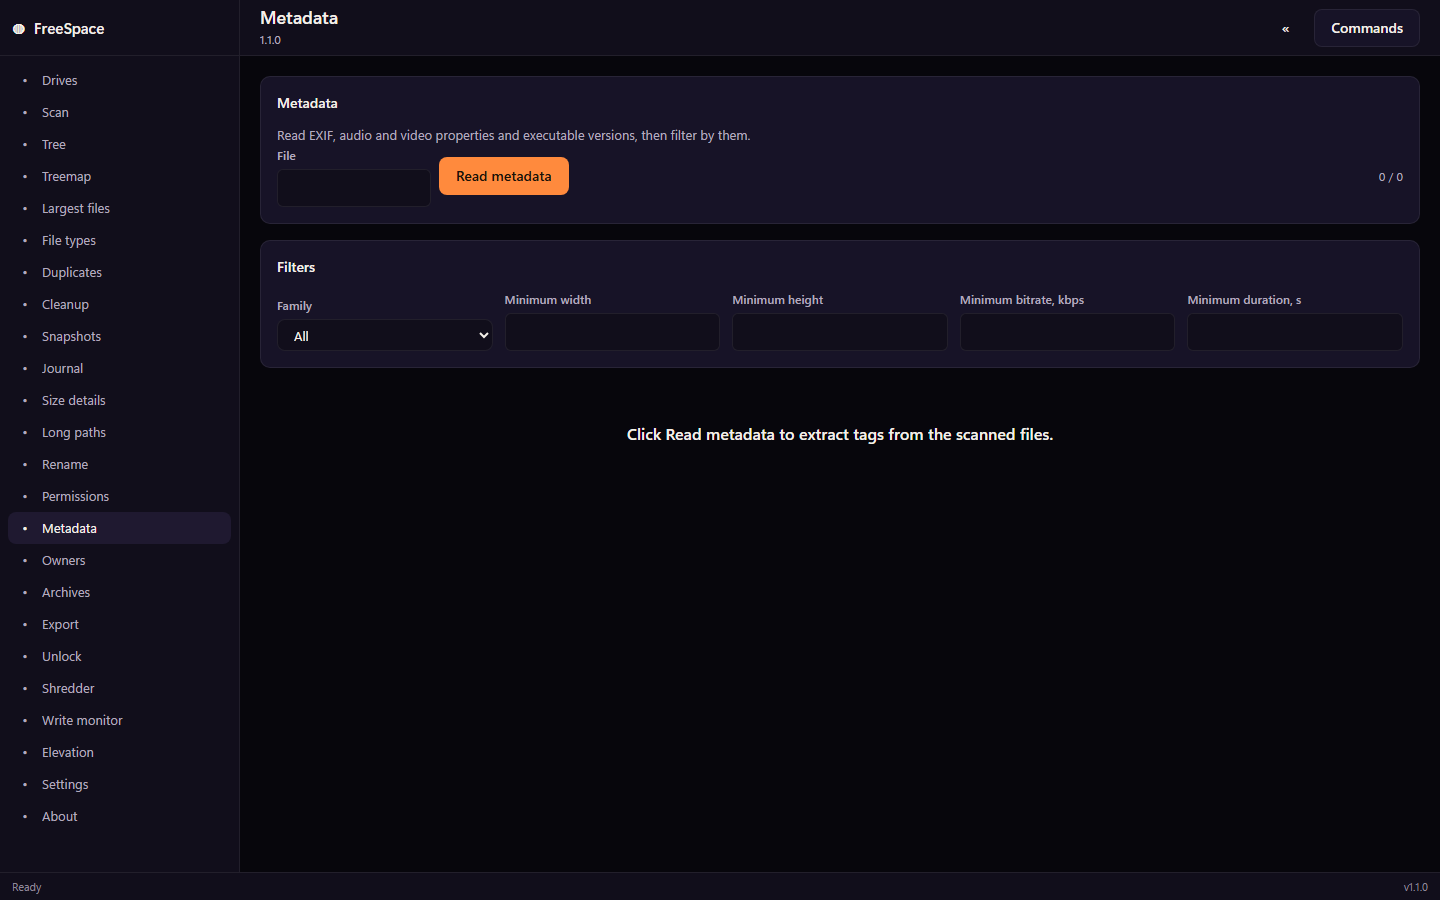 FreeSpace
Metadata
1.1.0
«
Commands
• Drives
• Scan
• Tree
• Treemap
• Largest files
• File types
• Duplicates
• Cleanup
• Snapshots
• Journal
• Size details
• Long paths
• Rename
• Permissions
• Metadata
• Owners
• Archives
• Export
• Unlock
• Shredder
• Write monitor
• Elevation
• Settings
• About
Metadata
Read EXIF, audio and video properties and executable versions, then filter by them.
File
Read metadata
0 / 0
Filters
Family
All
Minimum width
Minimum height
Minimum bitrate, kbps
Minimum duration, s
Click Read metadata to extract tags from the scanned files.
Ready
v1.1.0